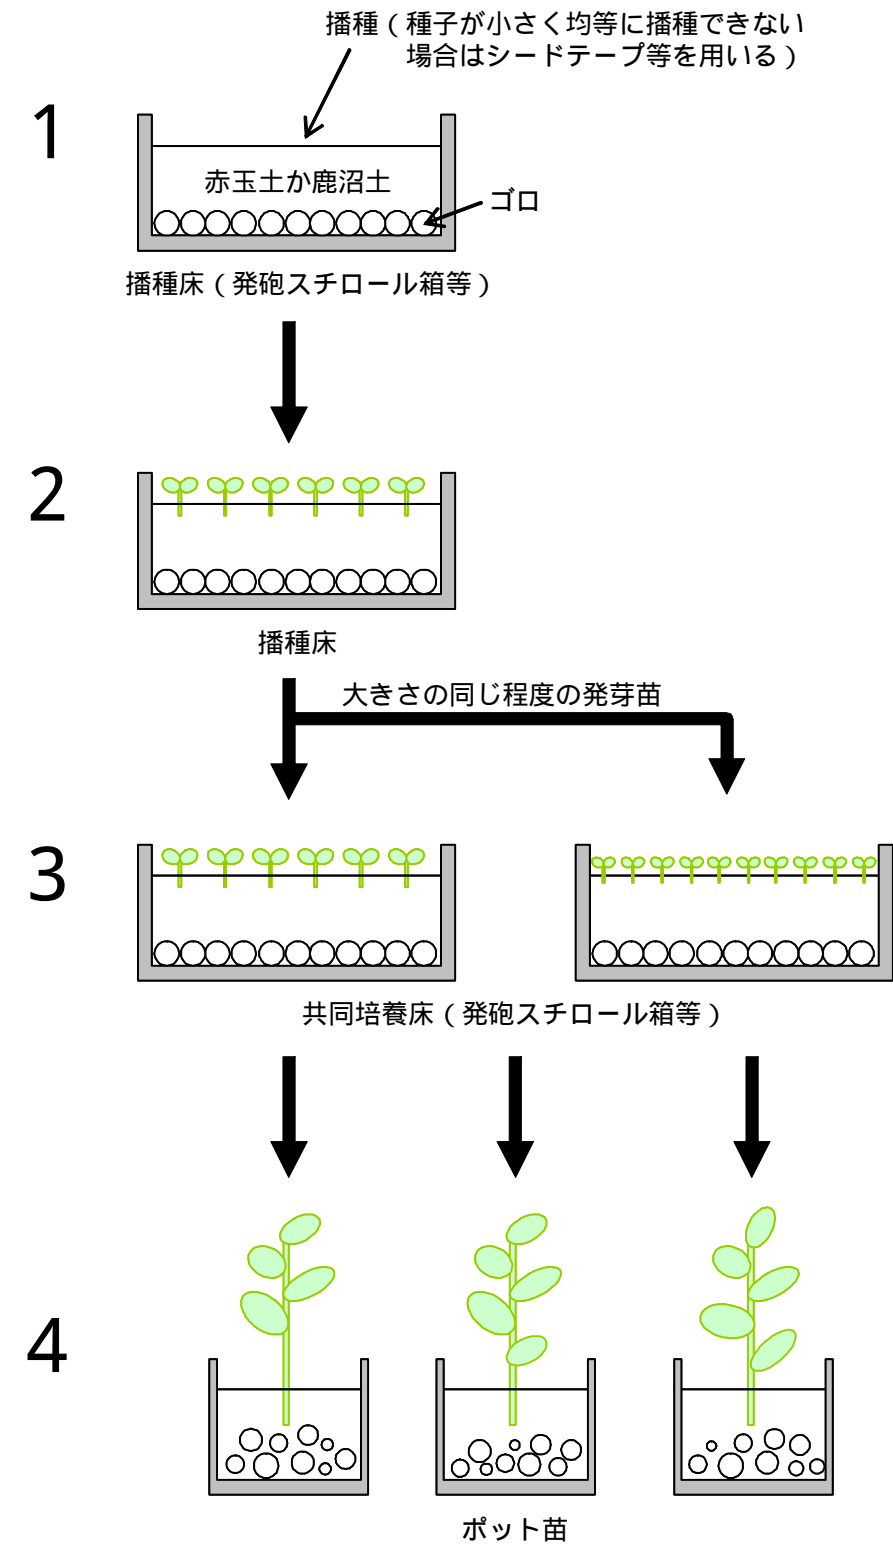 播種（種子が小さく均等に播種できない
場合はシードテープ等を用いる）
1
赤玉土か鹿沼土
ゴロ
播種床（発砲スチロール箱等）
2
播種床
大きさの同じ程度の発芽苗
3
共同培養床（発砲スチロール箱等）
4
ポット苗